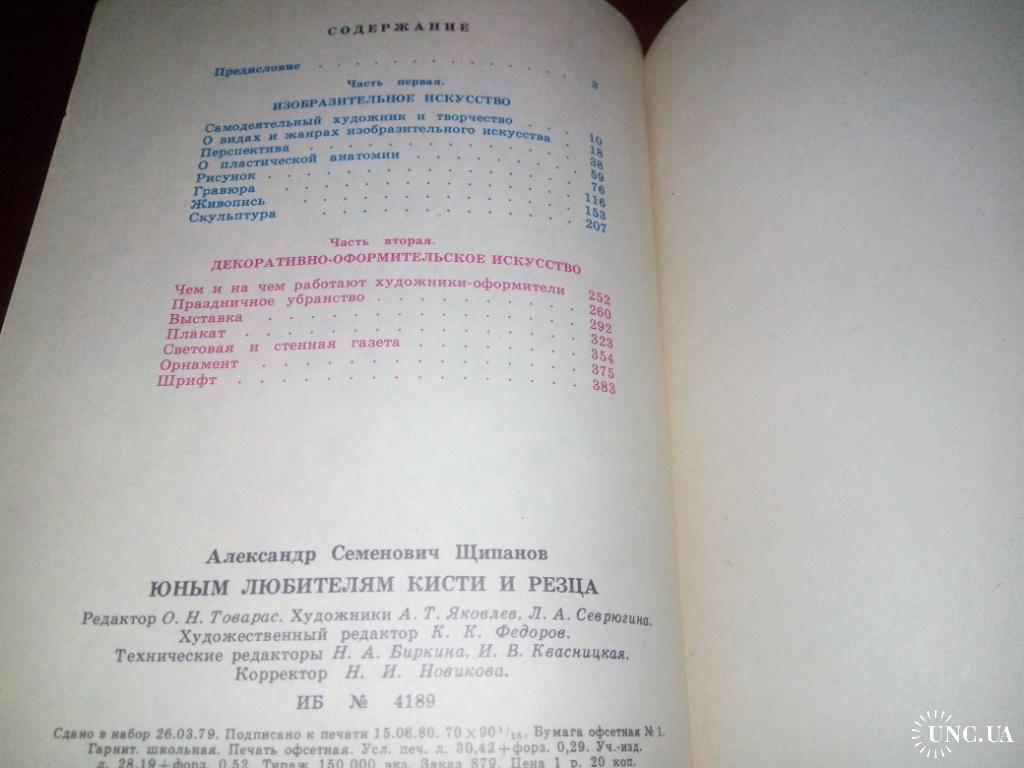 СОДЕРЖАНИЕ
Предисловие . . . . . . . . . . . . . 3
Часть первая.
ИЗОБРАЗИТЕЛЬНОЕ ИСКУССТВО
Самодеятельный художник и творчество . . . 10
О видах и жанрах изобразительного искусства . 18
Перспектива . . . . . . . . . . . . . 38
О пластической анатомии . . . . . . . . . 59
Рисунок . . . . . . . . . . . . . . 76
Гравюра . . . . . . . . . . . . . . 116
Живопись . . . . . . . . . . . . . . 153
Скульптура . . . . . . . . . . . . . 207
Часть вторая.
ДЕКОРАТИВНО-ОФОРМИТЕЛЬСКОЕ ИСКУССТВО
Чем и на чем работают художники-оформители 252
Праздничное убранство . . . . . . . . . . 260
Выставка . . . . . . . . . . . . . . 292
Плакат . . . . . . . . . . . . . . . 323
Световая и стенная газета . . . . . . . . 354
Орнамент . . . . . . . . . . . . . . 375
Шрифт . . . . . . . . . . . . . . . 383
Александр Семенович Щипанов
ЮНЫМ ЛЮБИТЕЛЯМ КИСТИ И РЕЗЦА
Редактор О. Н. Товарас. Художники А. Т. Яковлев, Л. А. Севрюгина.
Художественный редактор К. К. Федоров.
Технические редакторы Н. А. Биркина, И. В. Квасницкая.
Корректор Н. И. Новикова.
ИБ № 4189
Сдано в набор 26.03.79. Подписано к печати 15.08.80. 70×90 1/16. Бумага офсетная № 1.
Гарнит. школьная. Печать офсетная. Усл. печ. л. 30,42+форз. 0,29. Уч.-изд.
л. 28,19+форз. 0,52. Тираж 150 000 экз. Заказ 879. Цена 1 р. 20 коп.
UNC.UA